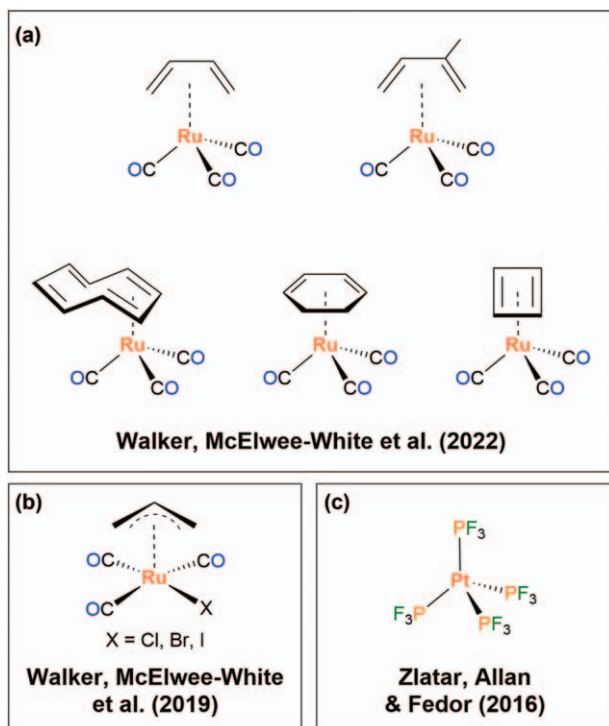 (a)
Ru
CO
OC
CO
Ru
CO
OC
CO
Ru
CO
OC
CO
Ru
CO
OC
CO
Ru
CO
OC
CO
Walker, McElwee-White et al. (2022)
(b)
OC
CO
Ru
OC
X
X = Cl, Br, I
Walker, McElwee-White
et al. (2019)
(c)
PF3
Pt
PF3
F3P
PF3
Zlatar, Allan
& Fedor (2016)